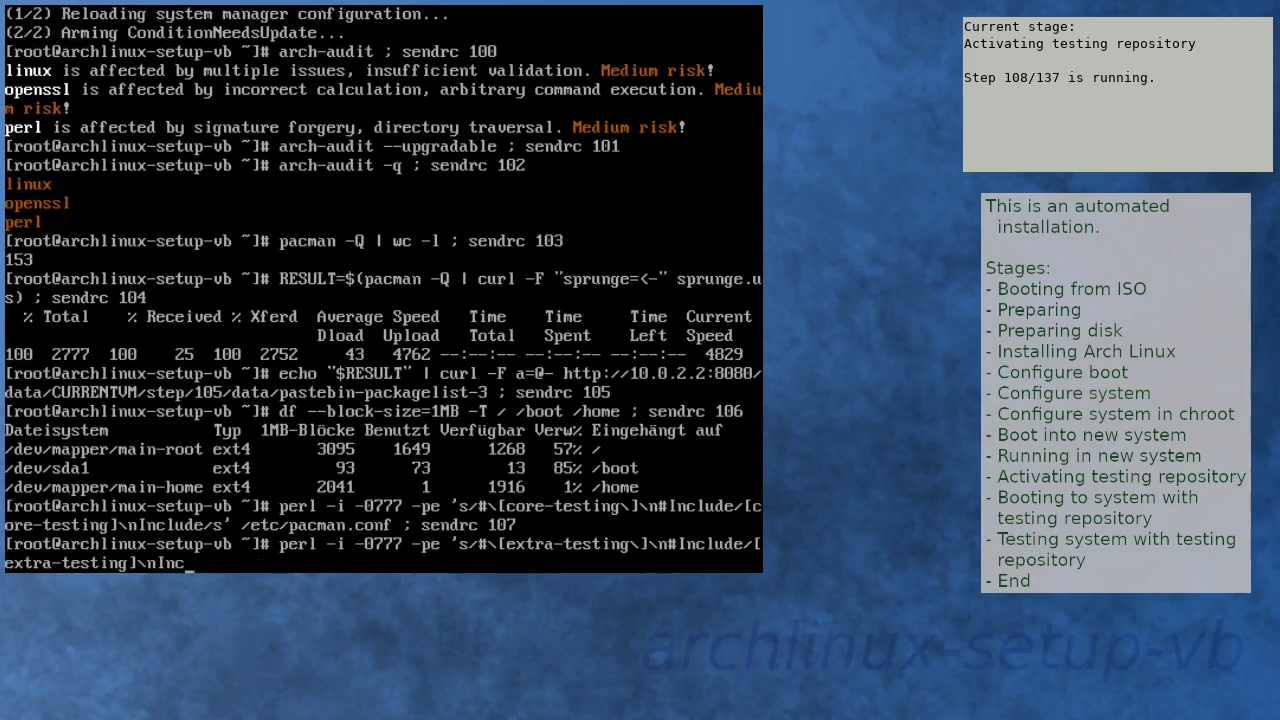 (1/2) Reloading system manager configuration...
(2/2) Arming ConditionNeedsUpdate...
[root@archlinux-setup-vb ~]# arch-audit ; sendrc 100
linux is affected by multiple issues, insufficient validation. Medium risk!
openssl is affected by incorrect calculation, arbitrary command execution. Mediu
m risk!
perl is affected by signature forgery, directory traversal. Medium risk!
[root@archlinux-setup-vb ~]# arch-audit --upgradable ; sendrc 101
[root@archlinux-setup-vb ~]# arch-audit -q ; sendrc 102
linux
openssl
perl
[root@archlinux-setup-vb ~]# pacman -Q | wc -l ; sendrc 103
153
[root@archlinux-setup-vb ~]# RESULT=$(pacman -Q | curl -F "sprunge=<-" sprunge.u
s) ; sendrc 104
  % Total    % Received % Xferd  Average Speed   Time    Time     Time  Current
                                 Dload  Upload   Total   Spent    Left  Speed
100  2777  100    25  100  2752     43   4762 --:--:-- --:--:-- --:--:--  4829
[root@archlinux-setup-vb ~]# echo "$RESULT" | curl -F a=@- http://10.0.2.2:8080/
data/CURRENTVM/step/105/data/pastebin-packagelist-3 ; sendrc 105
[root@archlinux-setup-vb ~]# df --block-size=1MB -T / /boot /home ; sendrc 106
Dateisystem           Typ  1MB-Blöcke Benutzt Verfügbar Verw% Eingehängt auf
/dev/mapper/main-root ext4       3095    1649      1268   57% /
/dev/sda1             ext4         93      73        13   85% /boot
/dev/mapper/main-home ext4       2041       1      1916    1% /home
[root@archlinux-setup-vb ~]# perl -i -0777 -pe 's/#\[core-testing\]\n#Include/[c
ore-testing]\nInclude/s' /etc/pacman.conf ; sendrc 107
[root@archlinux-setup-vb ~]# perl -i -0777 -pe 's/#\[extra-testing\]\n#Include/[
extra-testing]\nInc_
Current stage:
Activating testing repository
Step 108/137 is running.
This is an automated
installation.
Stages:
- Booting from ISO
- Preparing
- Preparing disk
- Installing Arch Linux
- Configure boot
- Configure system
- Configure system in chroot
- Boot into new system
- Running in new system
- Activating testing repository
- Booting to system with
testing repository
- Testing system with testing
repository
- End
archlinux-setup-vb